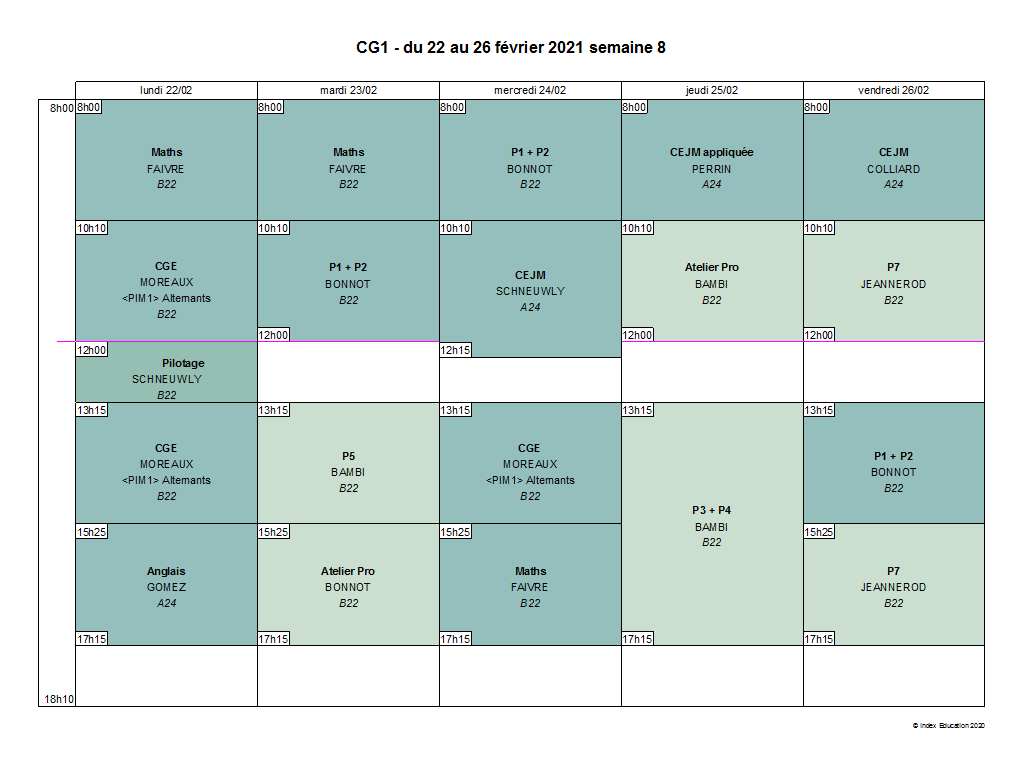 CG1 - du 22 au 26 février 2021 semaine 8
lundi 22/02
mardi 23/02
mercredi 24/02
jeudi 25/02
vendredi 26/02
8h00
8h00
Maths
FAIVRE
B22
8h00
Maths
FAIVRE
B22
8h00
P1 + P2
BONNOT
B22
8h00
CEJM appliquée
PERRIN
A24
8h00
CEJM
COLLIARD
A24
10h10
CGE
MOREAUX
<PIM1> Alternants
B22
10h10
P1 + P2
BONNOT
B22
12h00
10h10
CEJM
SCHNEUWLY
A24
12h15
10h10
Atelier Pro
BAMBI
B22
12h00
10h10
P7
JEANNEROD
B22
12h00
12h00
Pilotage
SCHNEUWLY
B22
13h15
CGE
MOREAUX
<PIM1> Alternants
B22
13h15
P5
BAMBI
B22
13h15
CGE
MOREAUX
<PIM1> Alternants
B22
13h15
P3 + P4
BAMBI
B22
17h15
13h15
P1 + P2
BONNOT
B22
15h25
Anglais
GOMEZ
A24
17h15
15h25
Atelier Pro
BONNOT
B22
17h15
15h25
Maths
FAIVRE
B22
17h15
15h25
P7
JEANNEROD
B22
17h15
18h10
© Index Education 2020